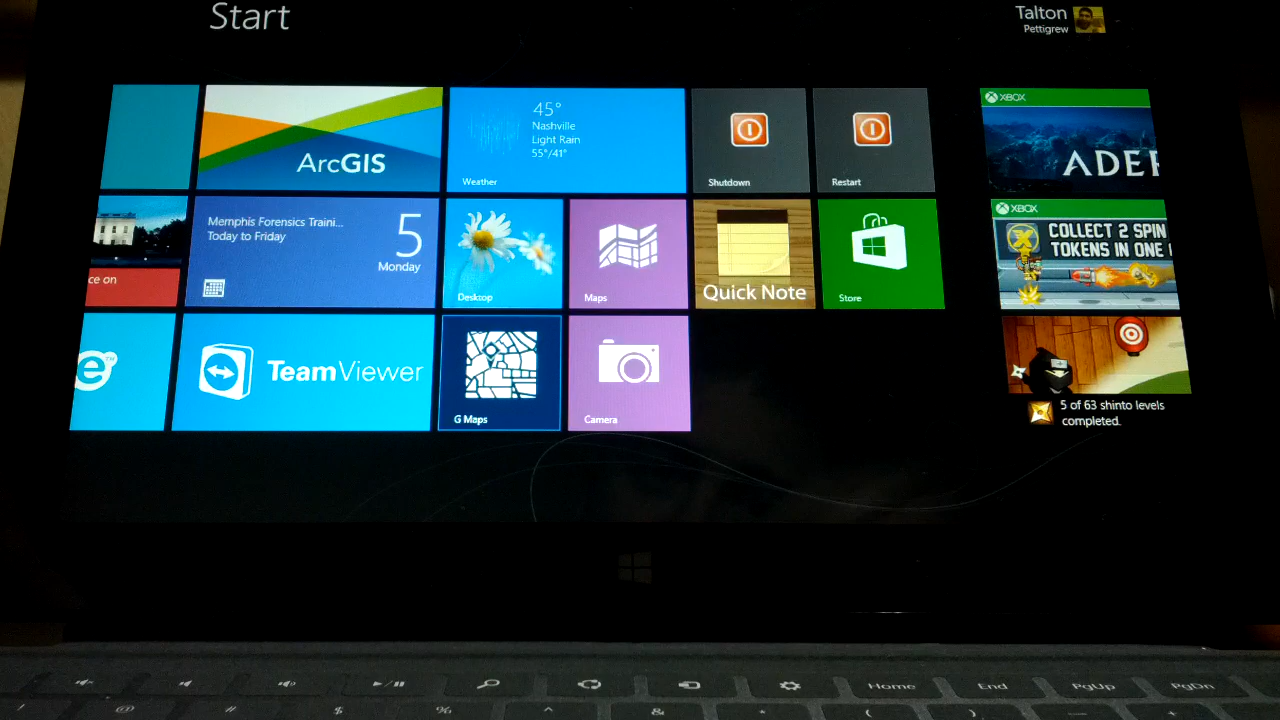 Start
Talton
Pettigrew
ArcGIS
45°
Nashville
Light Rain
55°/41°
Weather
Shutdown
Restart
XBOX
ADER
Memphis Forensics Traini...
Today to Friday
5
Monday
Desktop
Maps
Quick Note
Store
XBOX
COLLECT 2 SPIN
TOKENS IN ONE
ce on
e™
TeamViewer
G Maps
Camera
5 of 63 shinto levels
completed.
Home
End
PgUp
PgDn
! @ # $ % ^ & * ( ) — +